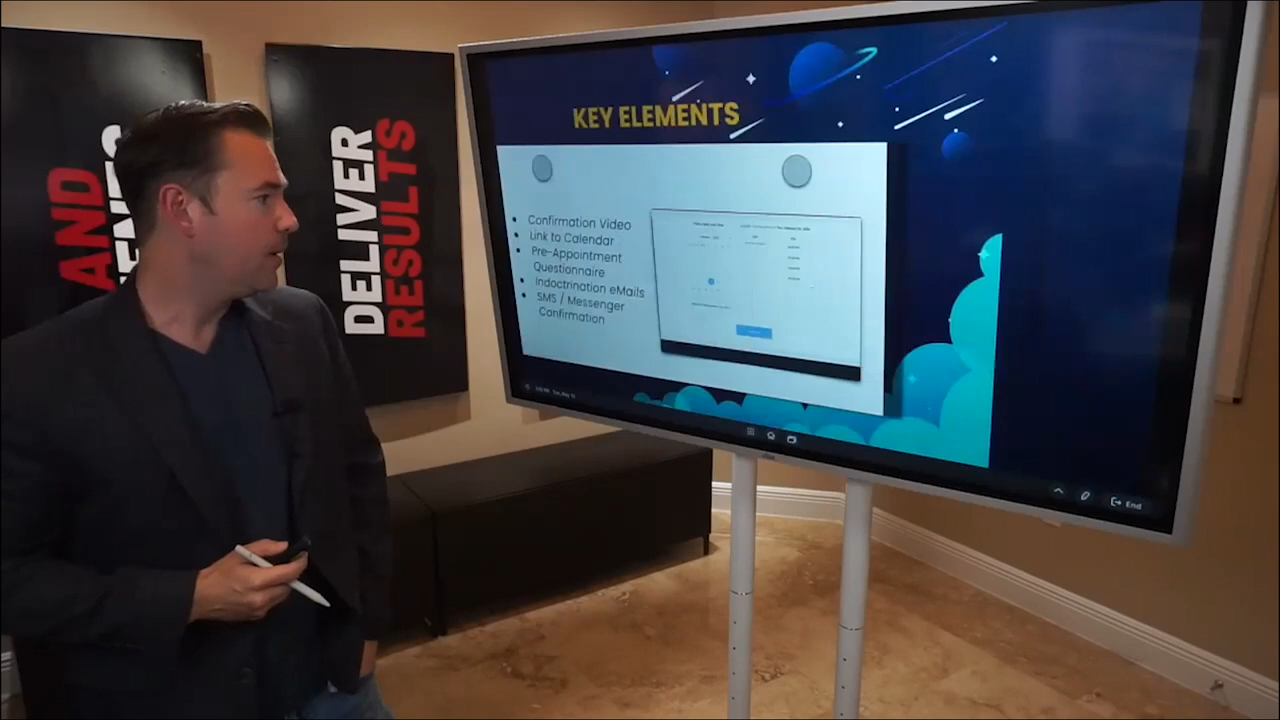 AND
DELIVER
RESULTS
KEY ELEMENTS
Confirmation Video
Link to Calendar
Pre-Appointment
Questionnaire
Indoctrination eMails
SMS / Messenger
Confirmation
End